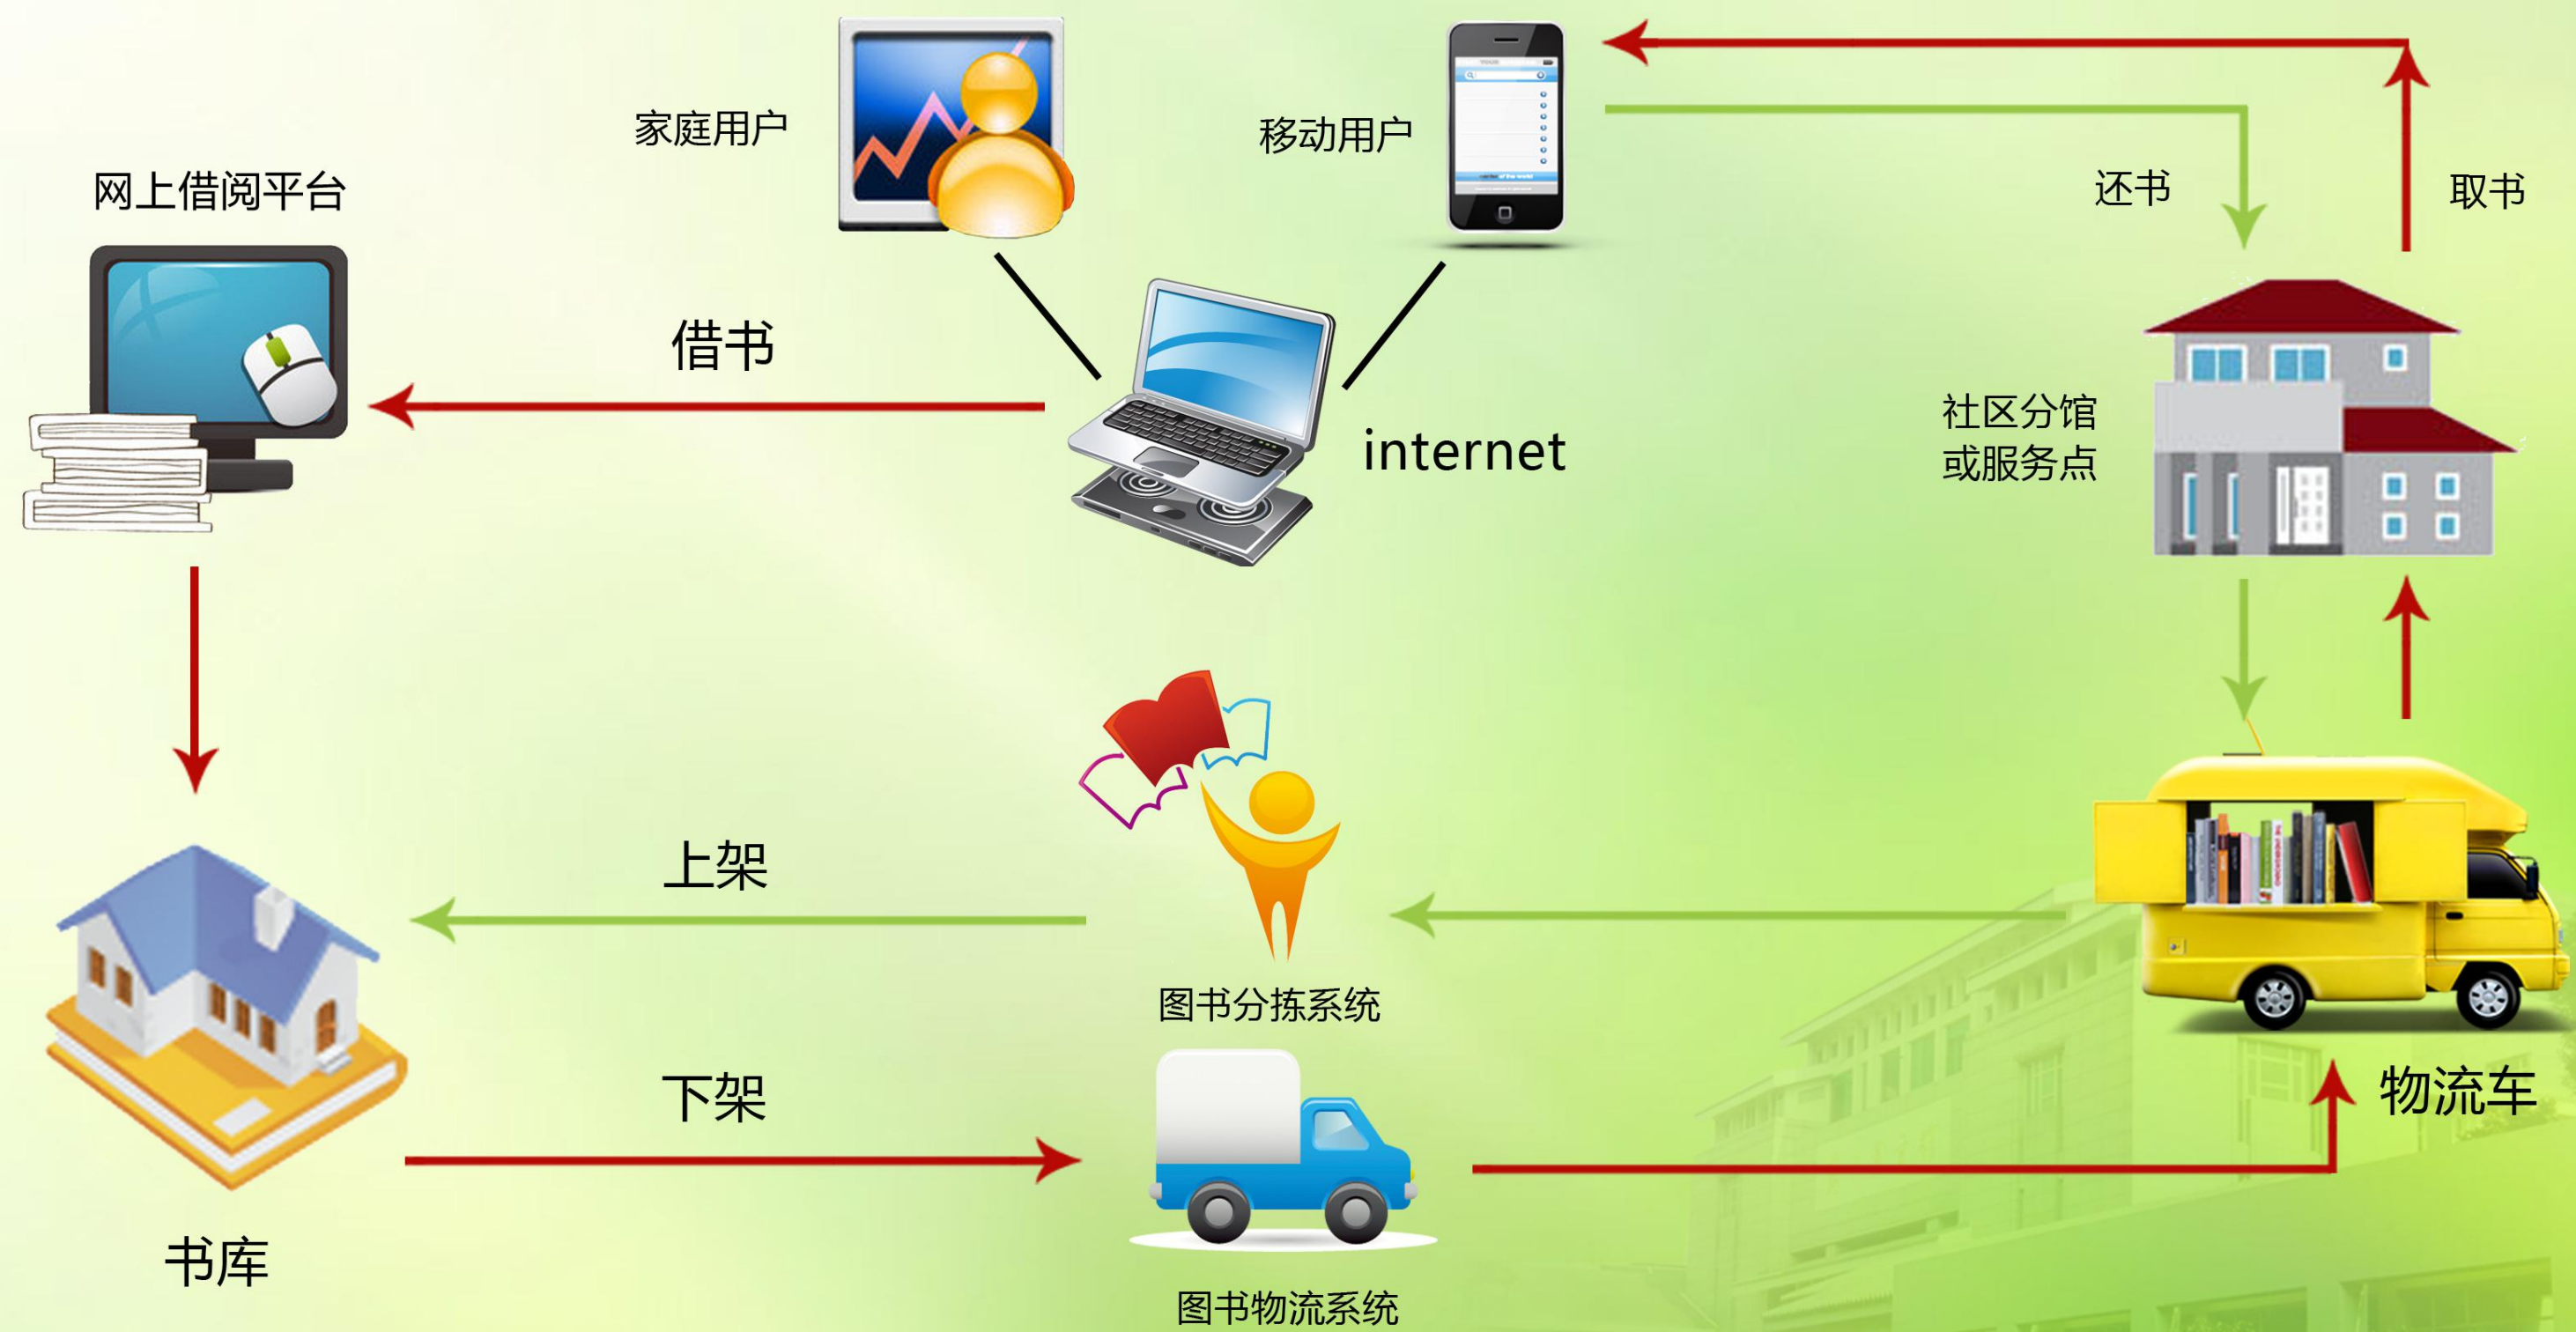 家庭用户
移动用户
网上借阅平台
还书
取书
借书
internet
社区分馆
或服务点
上架
图书分拣系统
下架
物流车
书库
图书物流系统